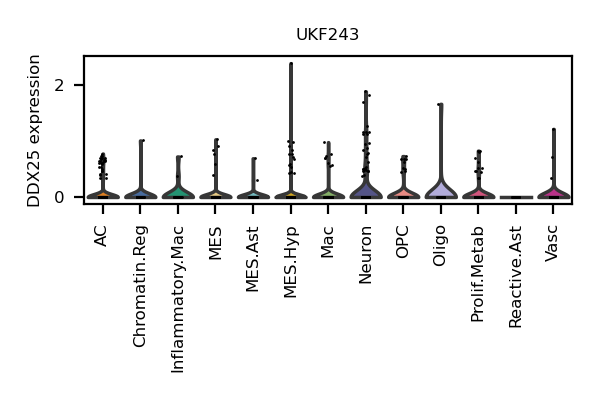 UKF243
DDX25 expression
2
0
AC
Chromatin.Reg
Inflammatory.Mac
MES
MES.Ast
MES.Hyp
Mac
Neuron
OPC
Oligo
Prolif.Metab
Reactive.Ast
Vasc